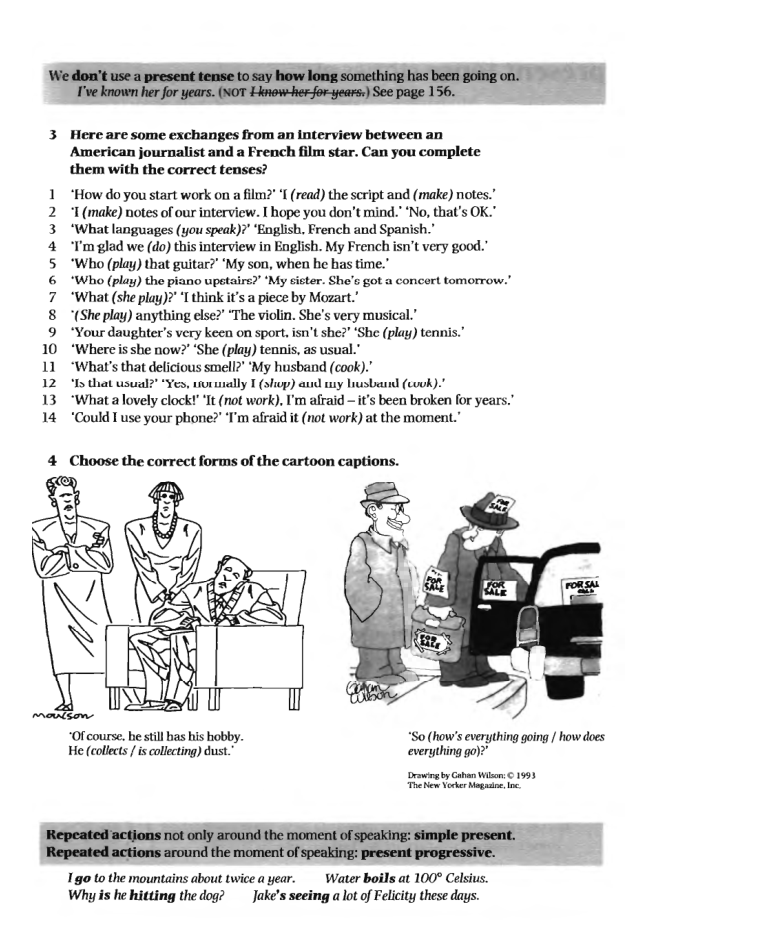 We don't use a present tense to say how long something has been going on.
I've known her for years. (NOT I know her for years.) See page 156.
3 Here are some exchanges from an interview between an
American journalist and a French film star. Can you complete
them with the correct tenses?
1 'How do you start work on a film?' 'I (read) the script and (make) notes.'
2 'I (make) notes of our interview. I hope you don't mind.' 'No, that's OK.'
3 'What languages (you speak)?' 'English, French and Spanish.'
4 'I'm glad we (do) this interview in English. My French isn't very good.'
5 'Who (play) that guitar?' 'My son, when he has time.'
6 'Who (play) the piano upstairs?' 'My sister. She's got a concert tomorrow.'
7 'What (she play)?' 'I think it's a piece by Mozart.'
8 '(She play) anything else?' 'The violin. She's very musical.'
9 'Your daughter's very keen on sport, isn't she?' 'She (play) tennis.'
10 'Where is she now?' 'She (play) tennis, as usual.'
11 'What's that delicious smell?' 'My husband (cook).'
12 'Is that usual?' 'Yes, normally I (shop) and my husband (cook).'
13 'What a lovely clock!' 'It (not work), I'm afraid – it's been broken for years.'
14 'Could I use your phone?' 'I'm afraid it (not work) at the moment.'
4 Choose the correct forms of the cartoon captions.
FOR
SALE
FOR
SALE
FOR
SALE
FOR SAL
FOR
SALE
Gahan
Wilson
moulson
'Of course, he still has his hobby.
He (collects / is collecting) dust.'
'So (how's everything going / how does
everything go)?'
Drawing by Gahan Wilson; © 1993
The New Yorker Magazine, Inc.
Repeated actions not only around the moment of speaking: simple present.
Repeated actions around the moment of speaking: present progressive.
I go to the mountains about twice a year. Water boils at 100° Celsius.
Why is he hitting the dog? Jake's seeing a lot of Felicity these days.